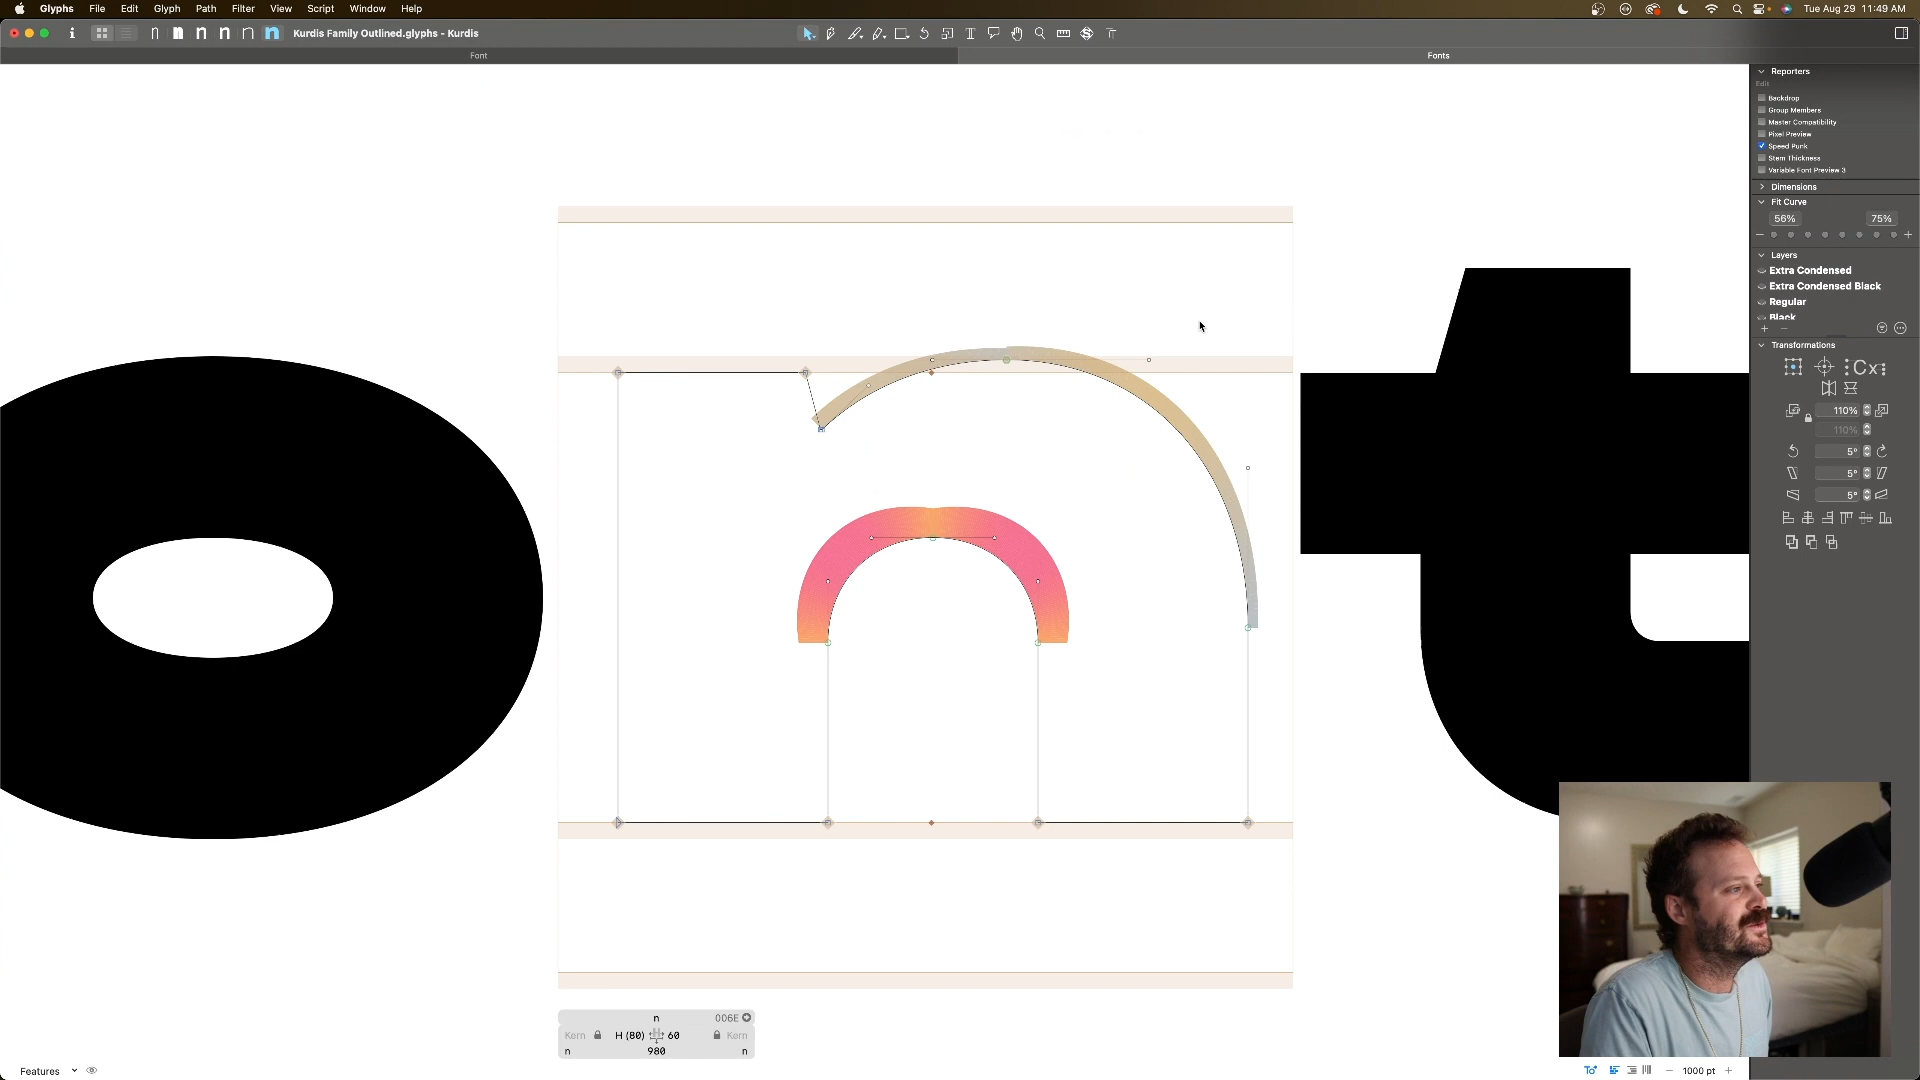 Glyphs File Edit Glyph Path Filter View Script Window Help
Tue Aug 29 11:49 AM
n n n n n n
Kurdis Family Outlined.glyphs - Kurdis
Font
Fonts
Reporters
Edit
Backdrop
Group Members
Master Compatibility
Pixel Preview
Speed Punk
Stem Thickness
Variable Font Preview 3
Dimensions
Fit Curve
56% 75%
Layers
Extra Condensed
Extra Condensed Black
Regular
Black
Transformations
Cx
110%
110%
5°
5°
5°
o t
n 006E
Kern H (80) 60 Kern
n 980 n
Features
1000 pt